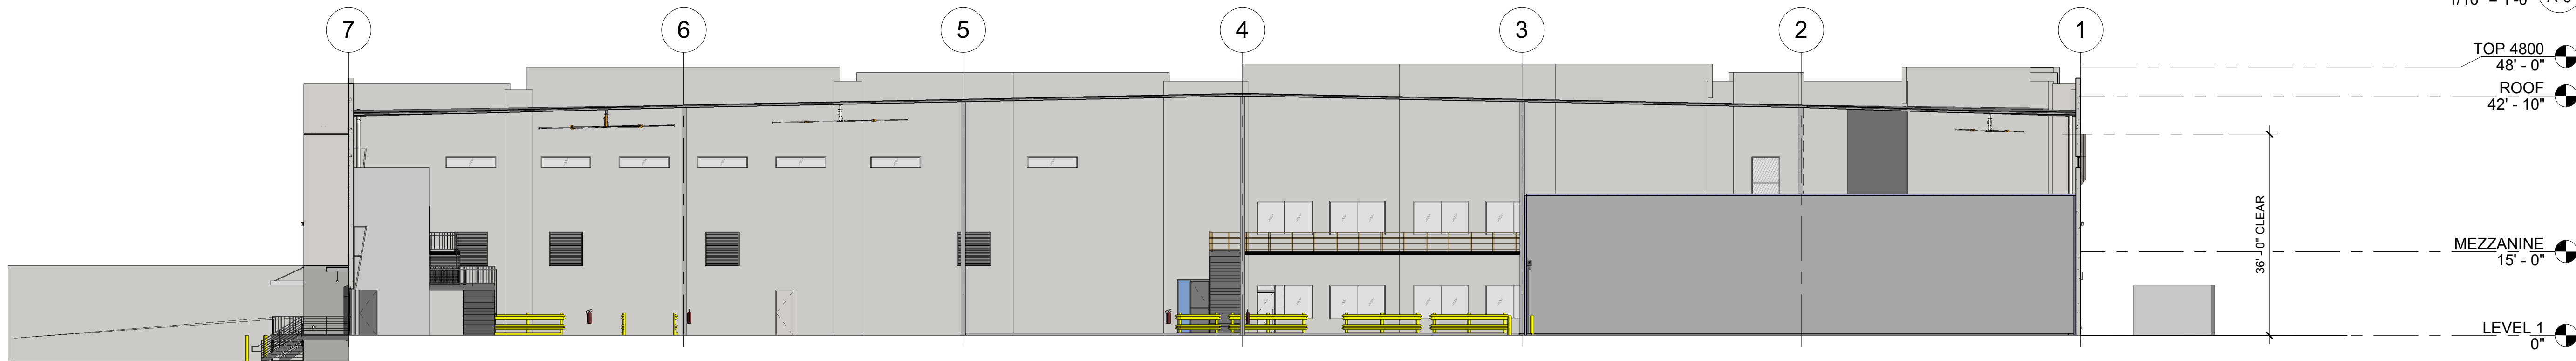 7
6
5
4
3
2
1
TOP 4800
48' - 0"
ROOF
42' - 10"
36' - 0" CLEAR
MEZZANINE
15' - 0"
LEVEL 1
0"